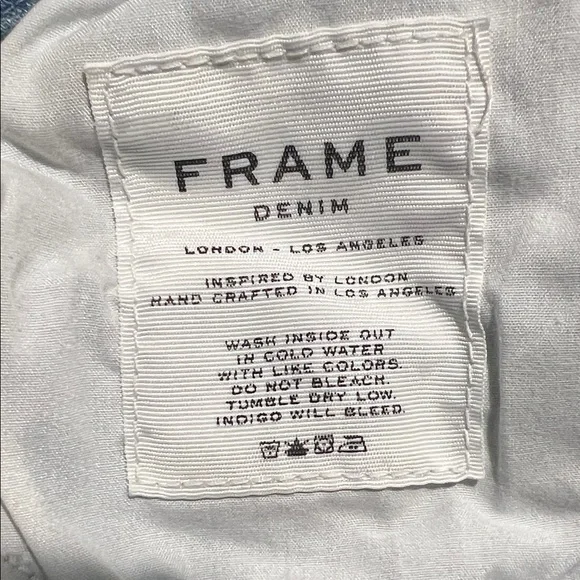 FRAME
DENIM
LONDON - LOS ANGELES
INSPIRED BY LONDON
HAND CRAFTED IN LOS ANGELES
WASH INSIDE OUT
IN COLD WATER
WITH LIKE COLORS.
DO NOT BLEACH.
TUMBLE DRY LOW.
INDIGO WILL BLEED.